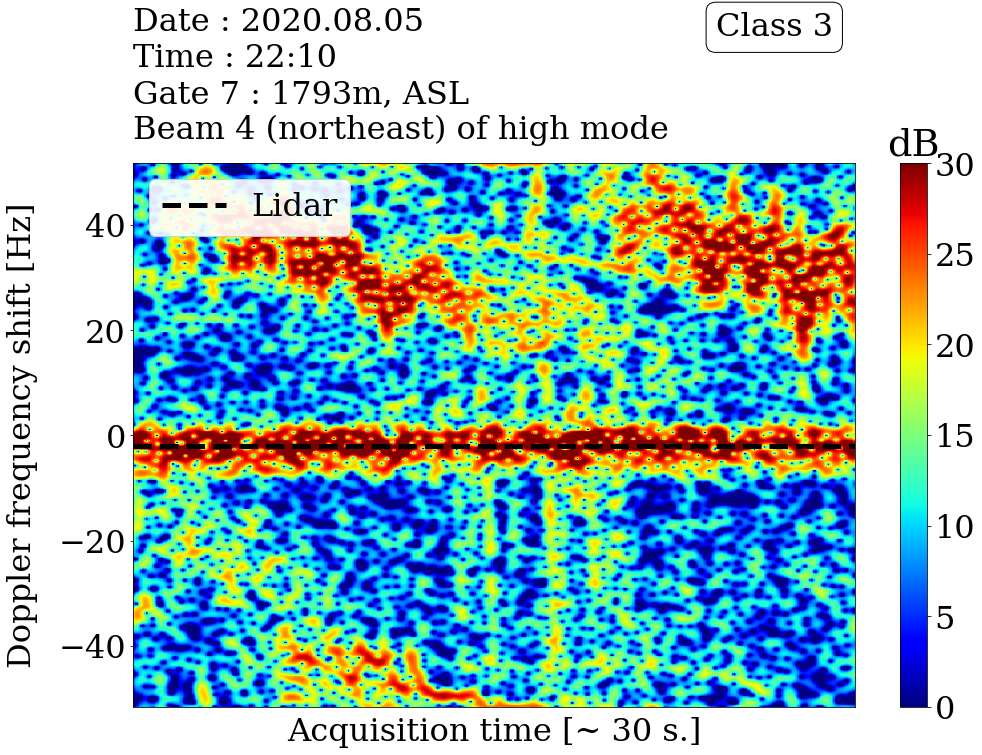 Date : 2020.08.05
Time : 22:10
Gate 7 : 1793m, ASL
Beam 4 (northeast) of high mode
Class 3
dB
Lidar
Doppler frequency shift [Hz]
40
20
0
−20
−40
30
25
20
15
10
5
0
Acquisition time [~ 30 s.]